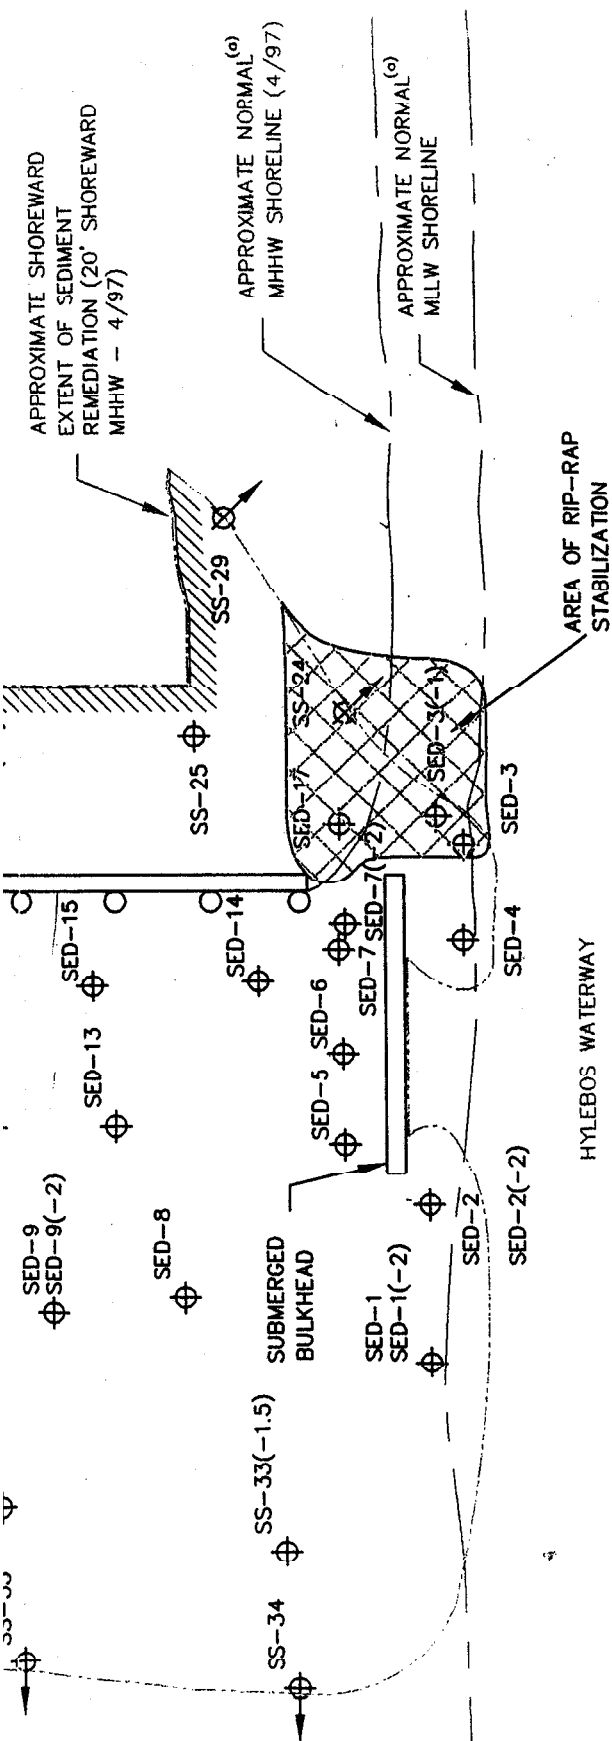 APPROXIMATE SHOREWARD
EXTENT OF SEDIMENT
REMEDIATION (20' SHOREWARD
MHHW - 4/97)
APPROXIMATE NORMAL(a)
MHHW SHORELINE (4/97)
APPROXIMATE NORMAL(a)
MLLW SHORELINE
AREA OF RIP-RAP
STABILIZATION
SS-29
SS-24
SED-3(-1)
SS-25
SED-17
SED-3
SED-7(-2)
SED-15
SED-14
SED-7
SED-4
SED-6
SED-13
SED-5
HYLEBOS WATERWAY
SED-9
SED-9(-2)
SED-8
SUBMERGED
BULKHEAD
SED-2
SED-2(-2)
SED-1
SED-1(-2)
SS-33(-1.5)
SS-34